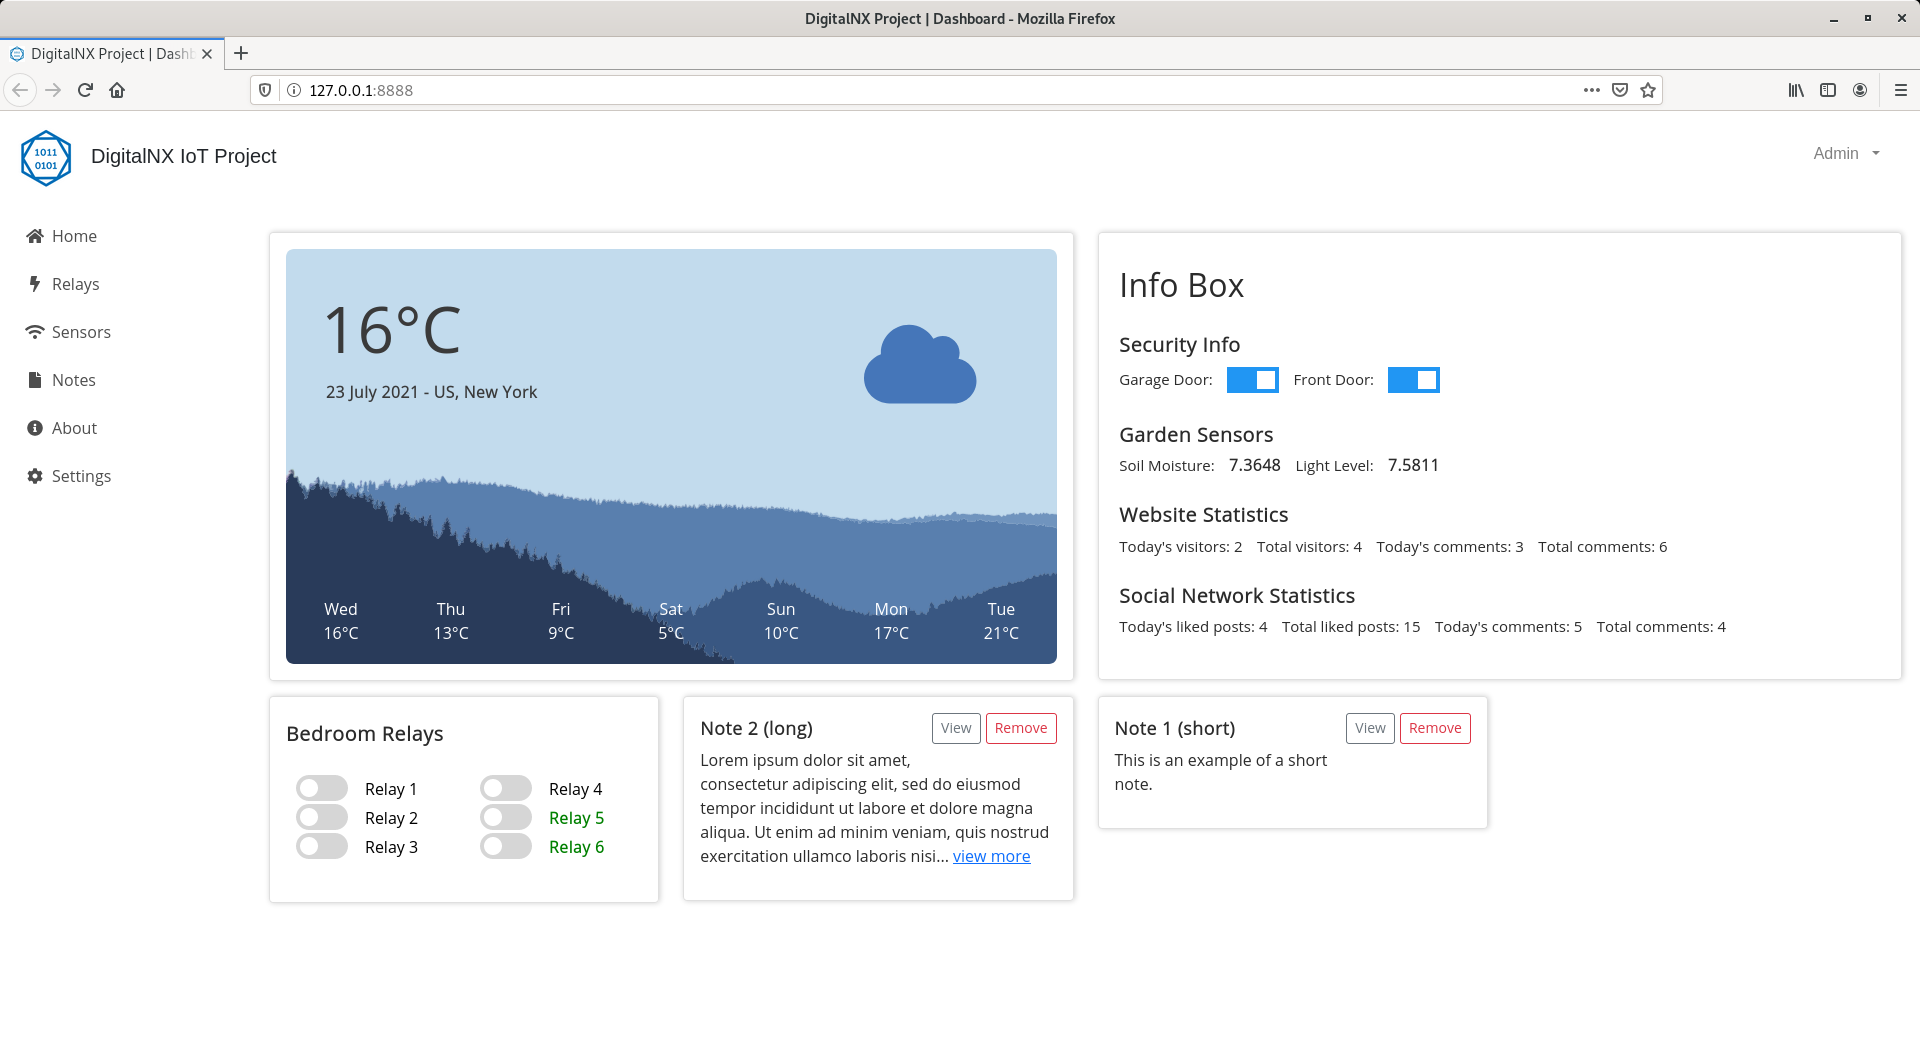 DigitalNX Project | Dashboard - Mozilla Firefox
DigitalNX Project | Dashb
127.0.0.1:8888
1011
0101
DigitalNX IoT Project
Admin
Home
Relays
Sensors
Notes
About
Settings
16°C
23 July 2021 - US, New York
Wed Thu Fri Sat Sun Mon Tue
16°C 13°C 9°C 5°C 10°C 17°C 21°C
Info Box
Security Info
Garage Door: Front Door:
Garden Sensors
Soil Moisture: 7.3648 Light Level: 7.5811
Website Statistics
Today's visitors: 2 Total visitors: 4 Today's comments: 3 Total comments: 6
Social Network Statistics
Today's liked posts: 4 Total liked posts: 15 Today's comments: 5 Total comments: 4
Bedroom Relays
Relay 1 Relay 4
Relay 2 Relay 5
Relay 3 Relay 6
Note 2 (long) View Remove
Lorem ipsum dolor sit amet,
consectetur adipiscing elit, sed do eiusmod
tempor incididunt ut labore et dolore magna
aliqua. Ut enim ad minim veniam, quis nostrud
exercitation ullamco laboris nisi... view more
Note 1 (short) View Remove
This is an example of a short
note.